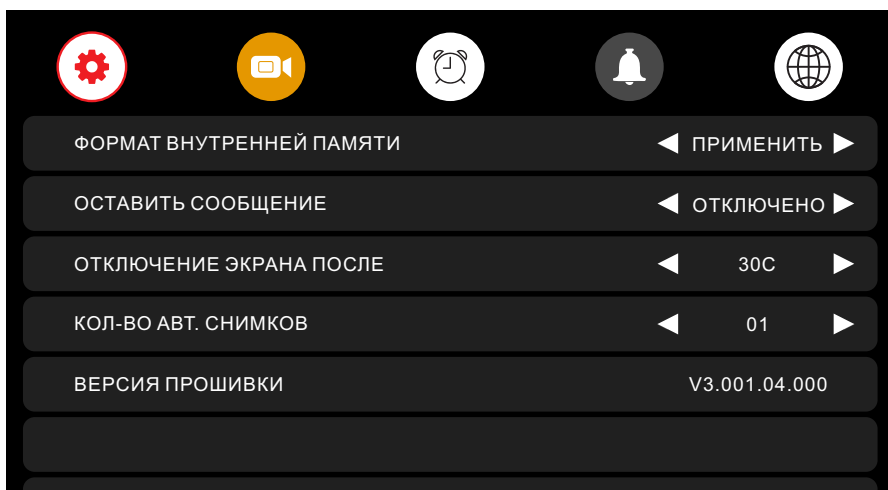 ФОРМАТ ВНУТРЕННЕЙ ПАМЯТИ ПРИМЕНИТЬ
ОСТАВИТЬ СООБЩЕНИЕ ОТКЛЮЧЕНО
ОТКЛЮЧЕНИЕ ЭКРАНА ПОСЛЕ 30С
КОЛ-ВО АВТ. СНИМКОВ 01
ВЕРСИЯ ПРОШИВКИ V3.001.04.000